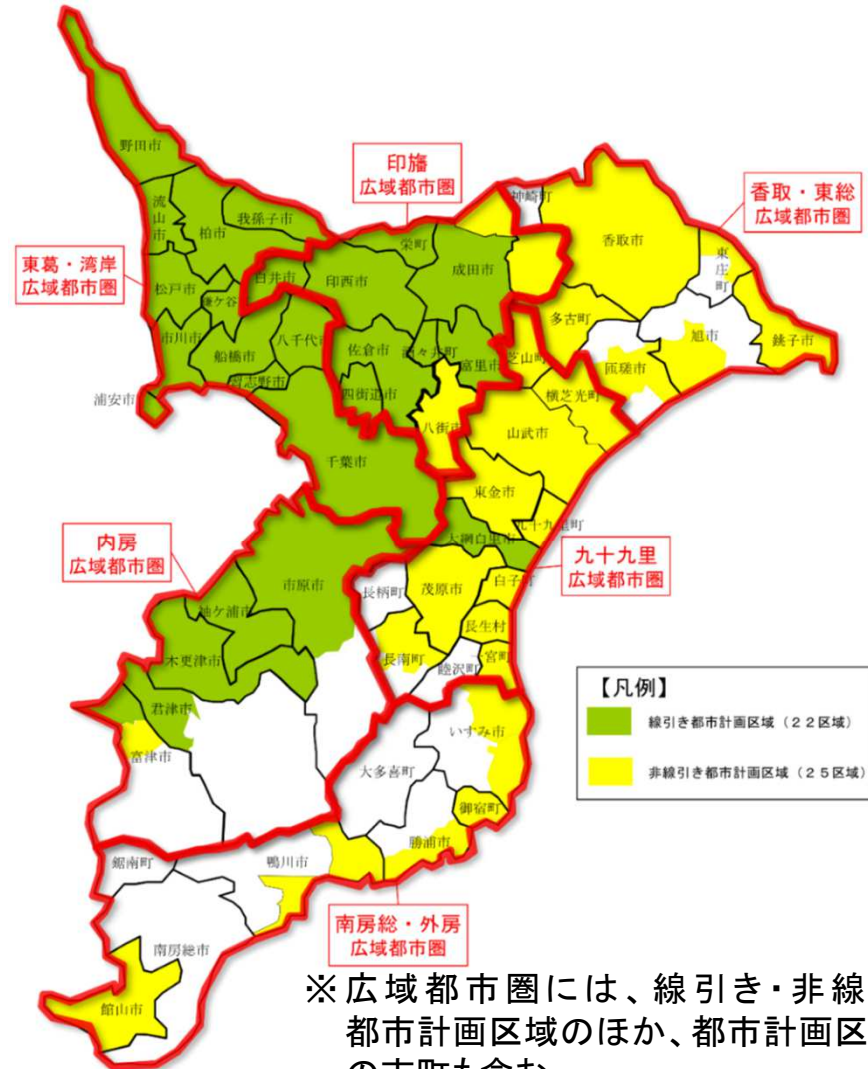 野田市
流山市
柏市
我孫子市
印旛
広域都市圏
神崎町
香取・東総
広域都市圏
香取市
東庄町
東葛・湾岸
広域都市圏
松戸市
鎌ケ谷
白井市
印西市
栄町
成田市
市川市
船橋市
八千代市
佐倉市
酒々井町
富里市
芝山町
多古町
旭市
銚子市
匝瑳市
浦安市
習志野市
四街道市
八街市
横芝光町
山武市
千葉市
東金市
九十九里町
大網白里市
内房
広域都市圏
九十九里
広域都市圏
市原市
長柄町
茂原市
白子町
袖ケ浦市
長生村
木更津市
長南町
睦沢町
一宮町
君津市
富津市
いすみ市
大多喜町
御宿町
勝浦市
【凡例】
線引き都市計画区域(22区域)
非線引き都市計画区域(25区域)
鋸南町
鴨川市
南房総・外房
広域都市圏
南房総市
館山市
※広域都市圏には、線引き・非線
都市計画区域のほか、都市計画区
の市町も含む